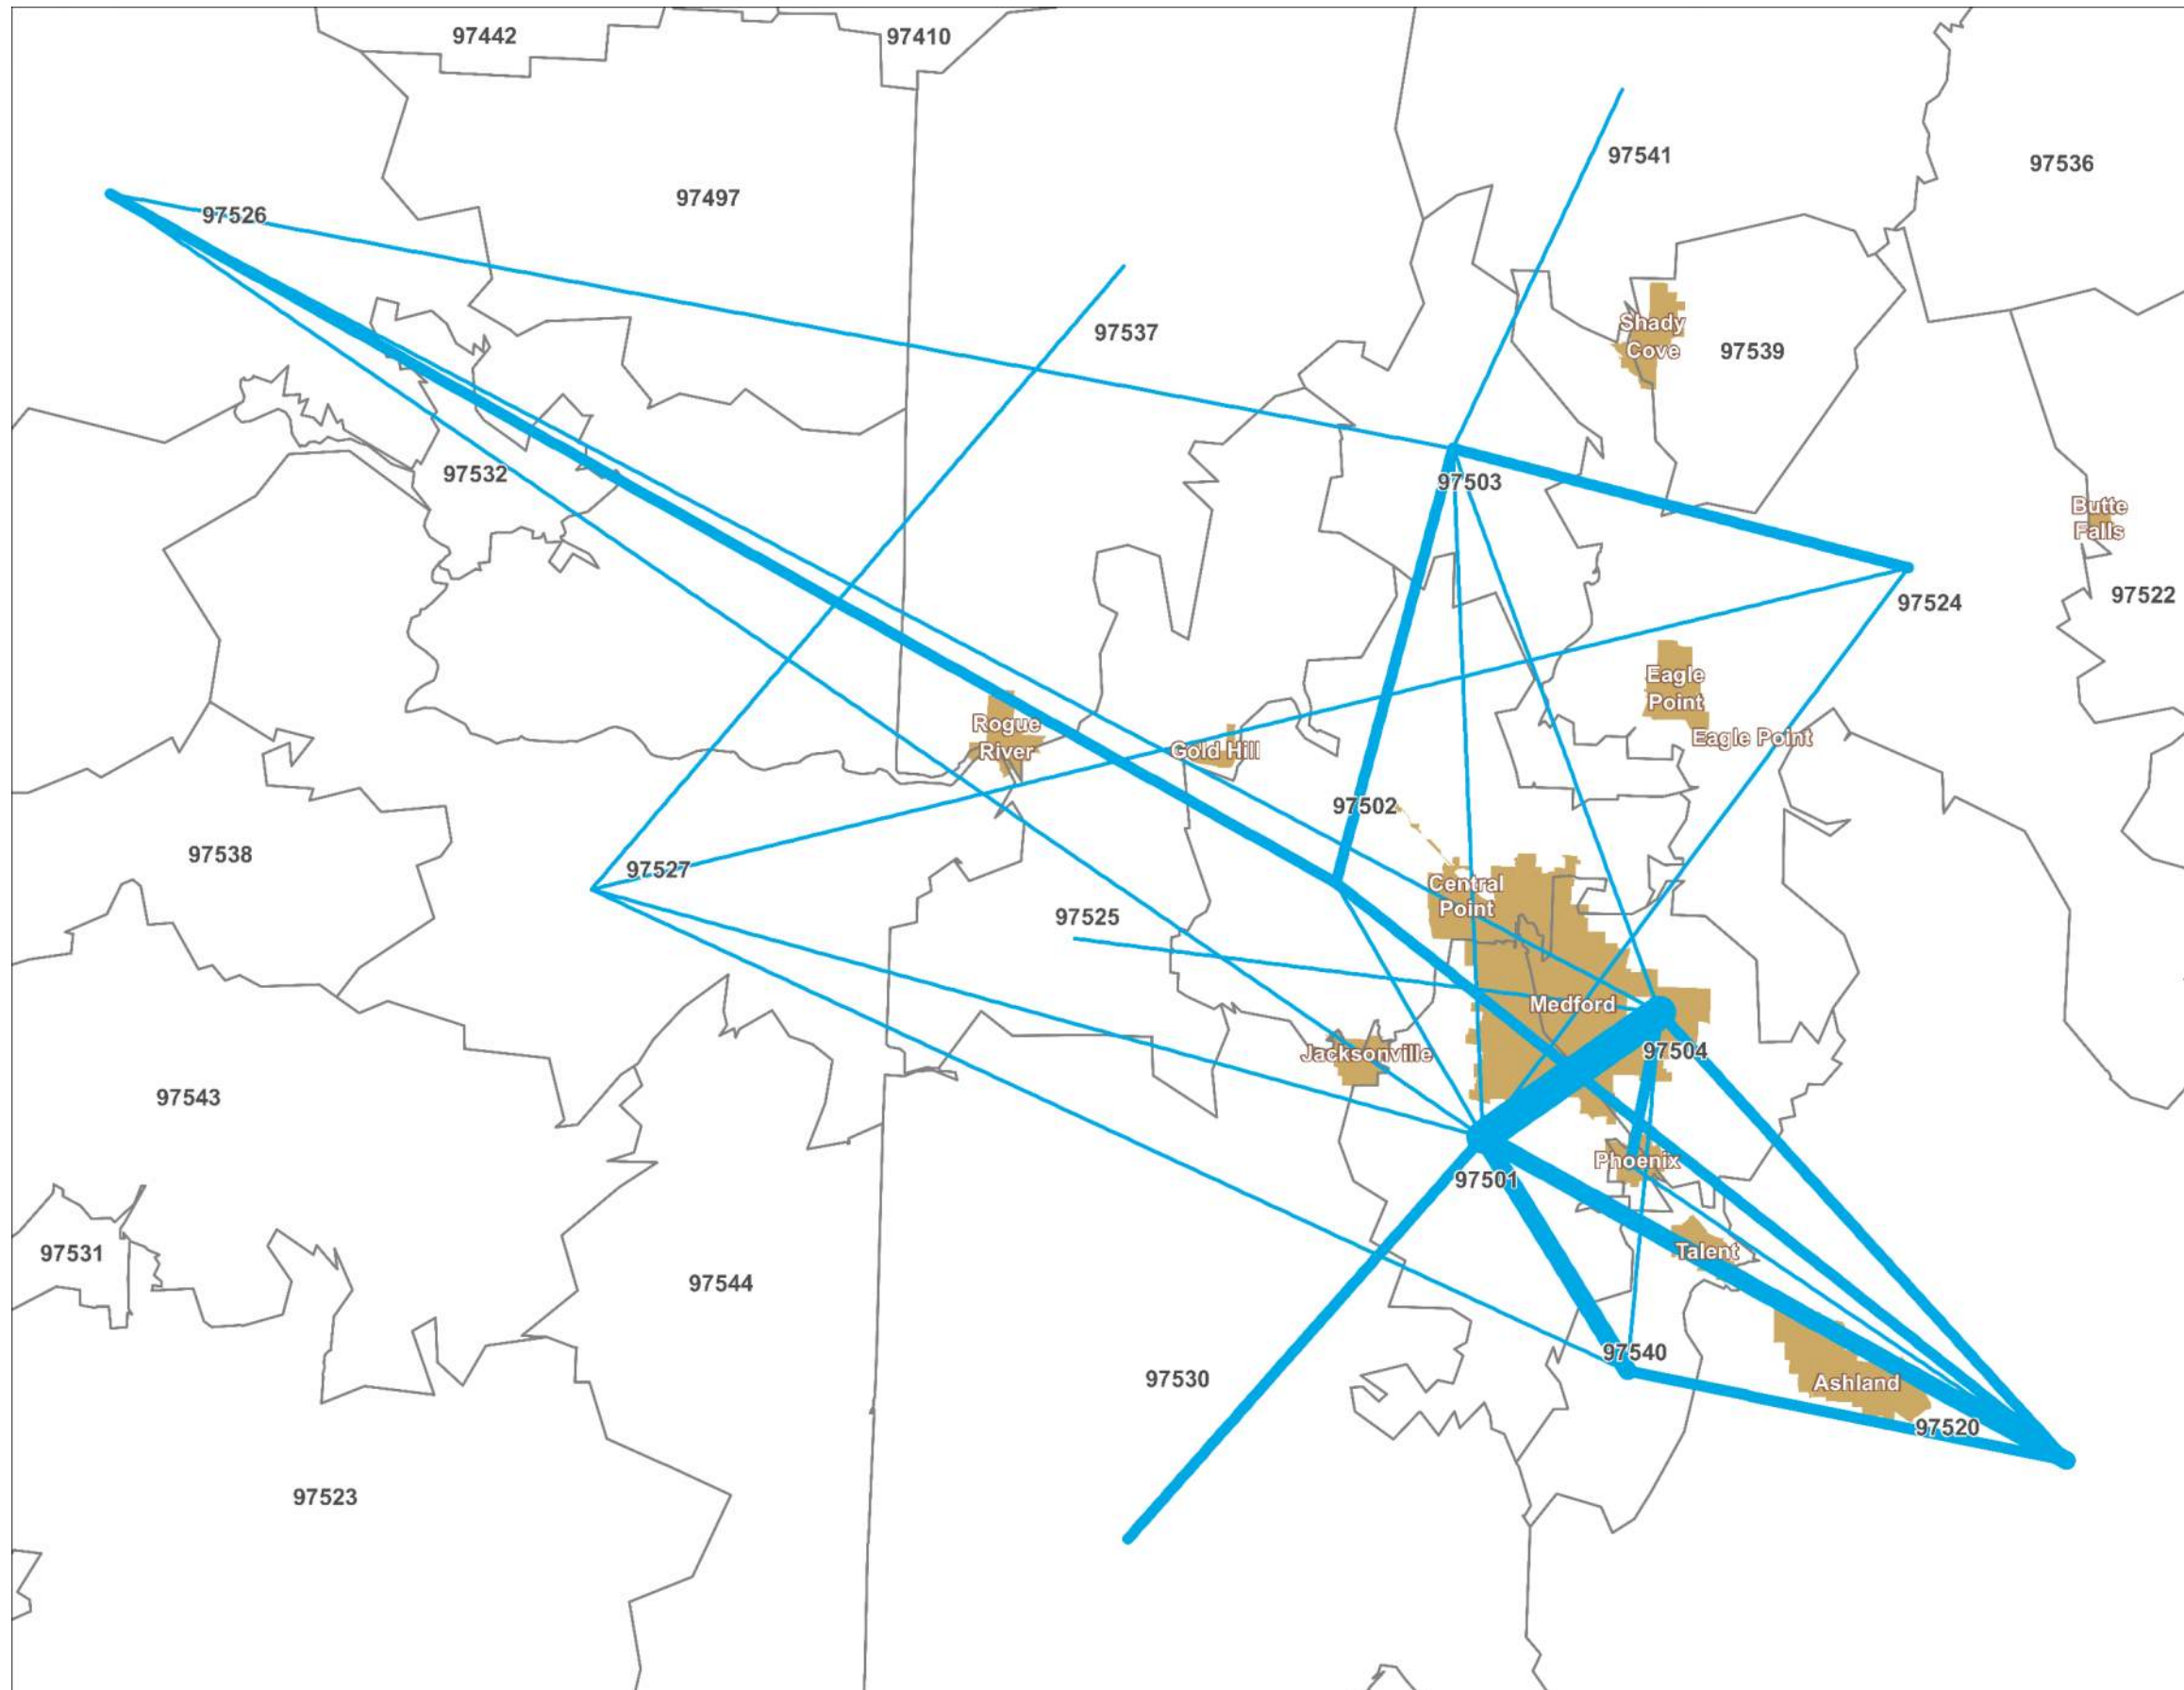 97442
97410
97541
97536
97526
97497
97537
Shady
Cove
97539
97532
97503
Butte
Falls
97524
97522
Eagle
Point
Eagle Point
Rogue
River
Gold Hill
97502
97538
97527
Central
Point
97525
Medford
97504
Jacksonville
97543
Phoenix
97501
97531
Talent
97544
97540
97530
Ashland
97520
97523